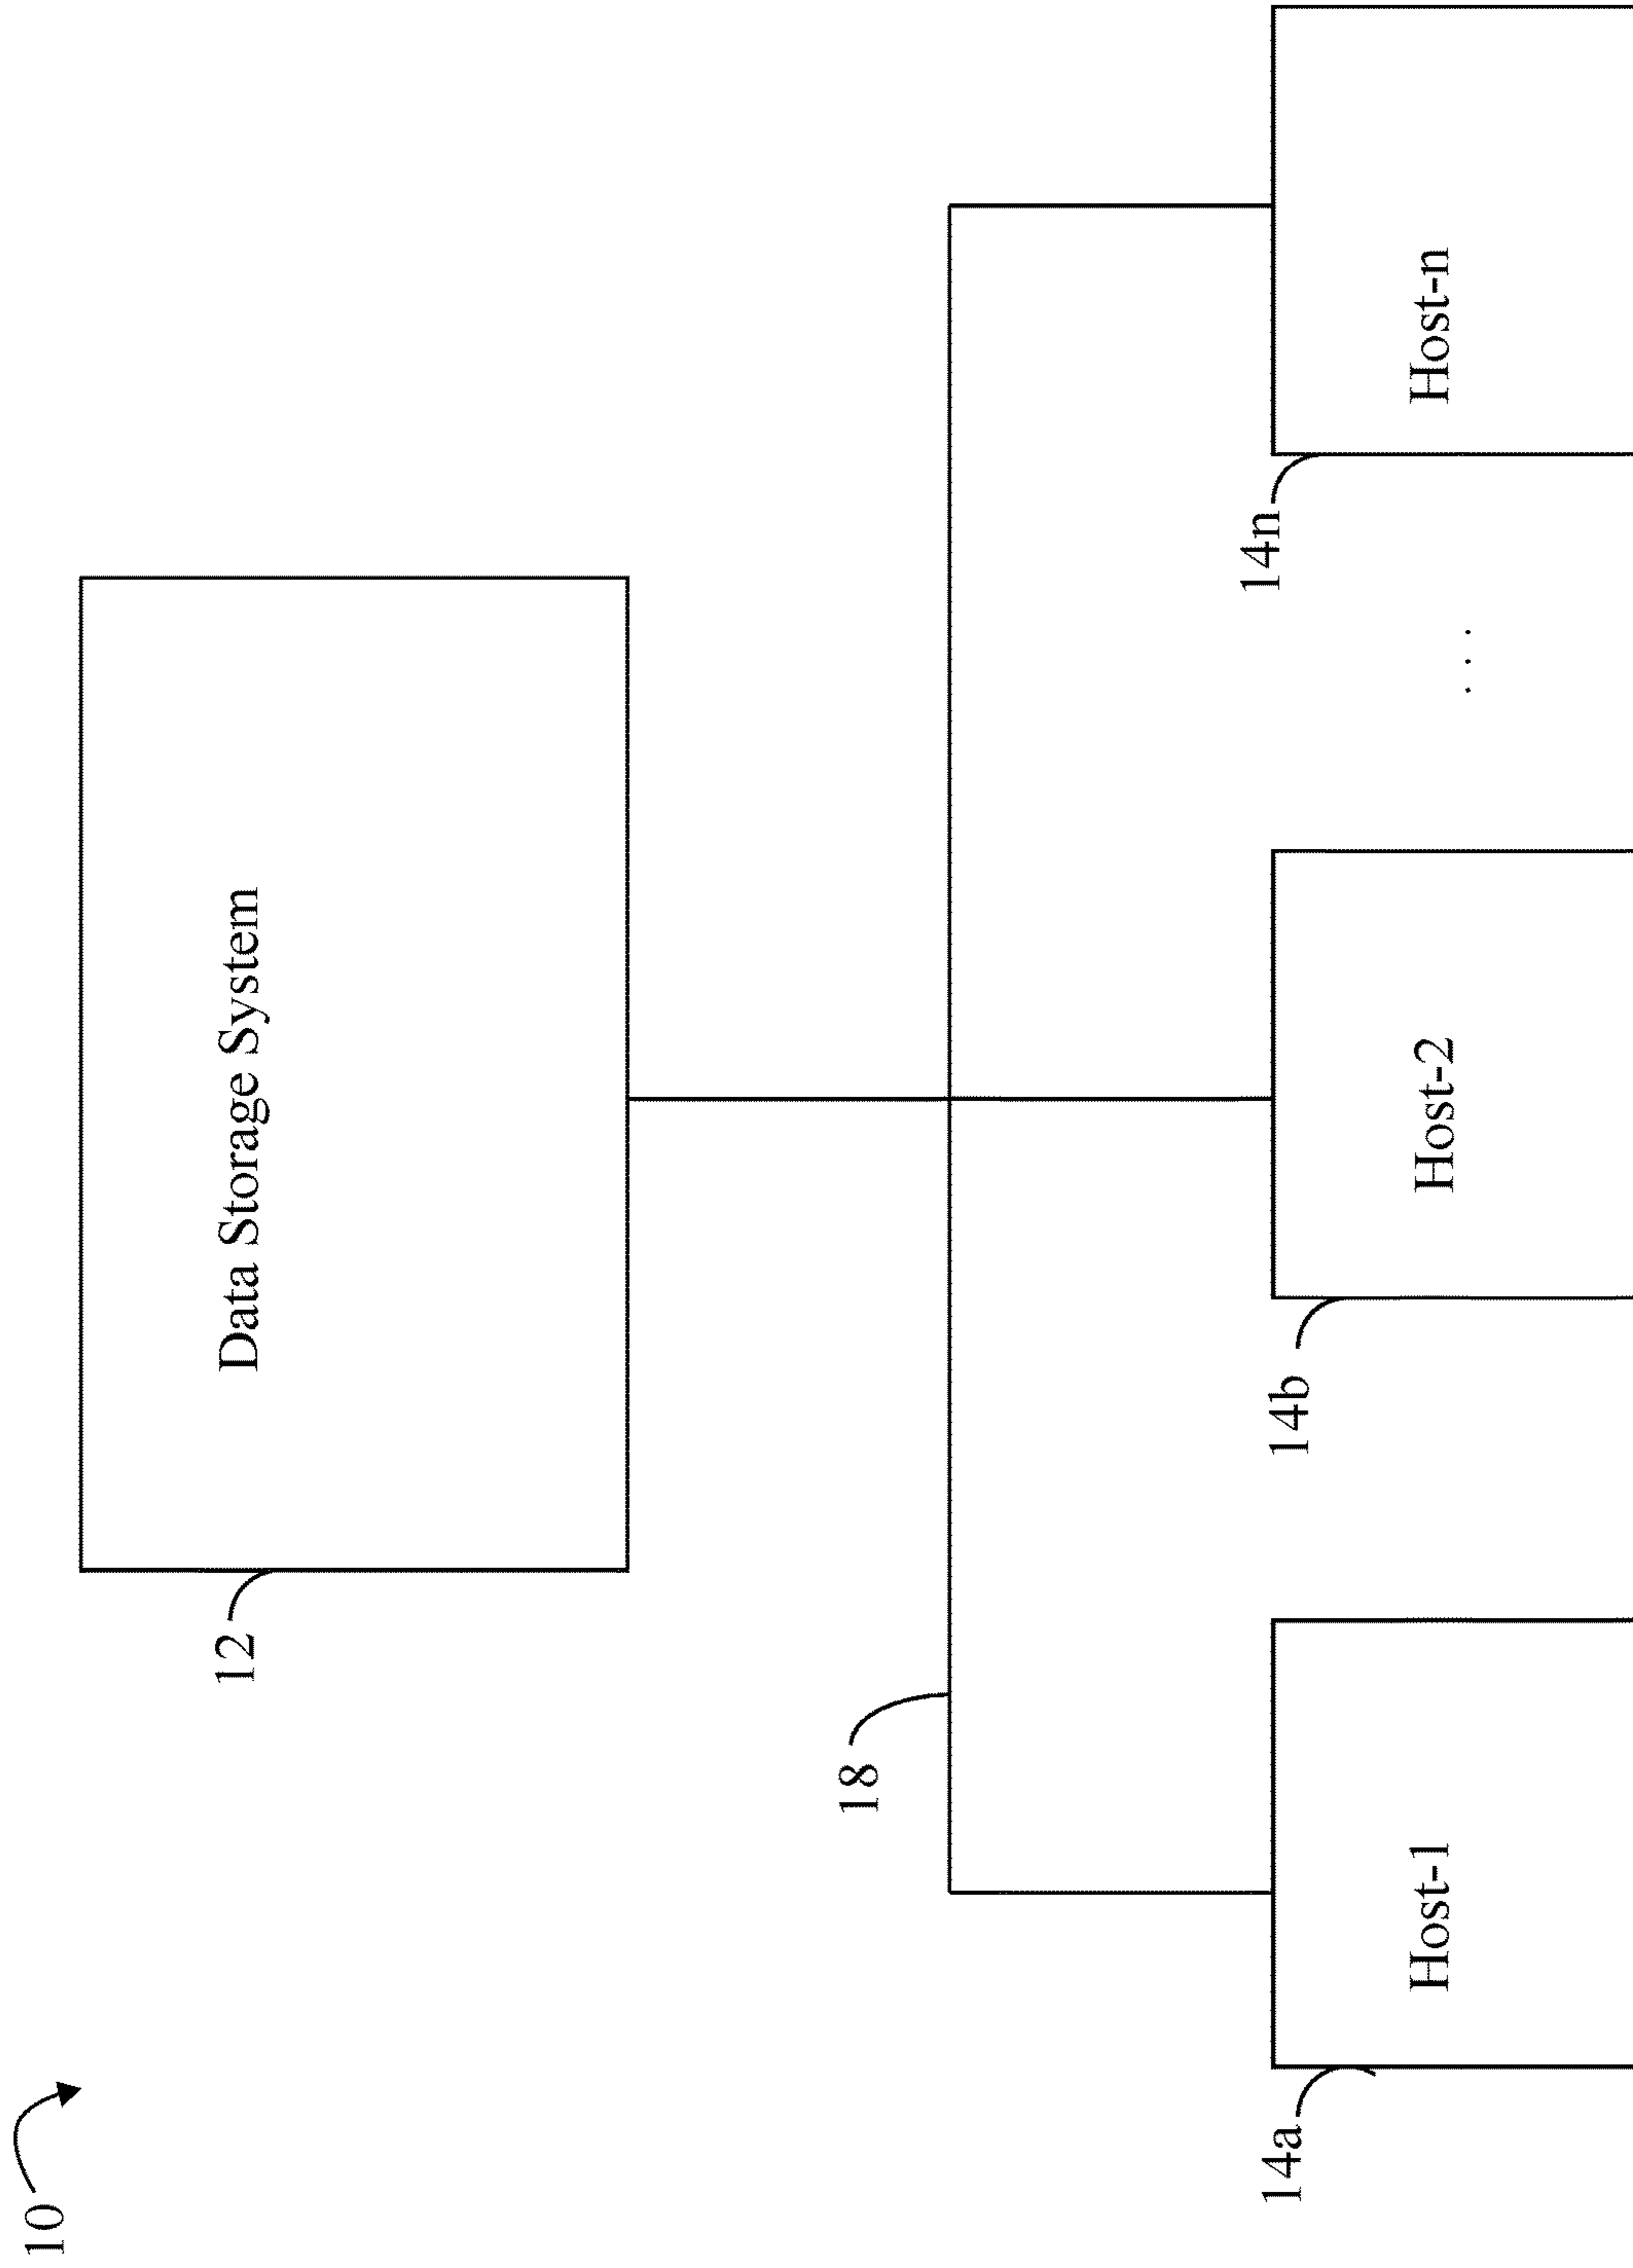 10
12
Data Storage System
18
14a
Host-1
14b
Host-2
. . .
14n
Host-n